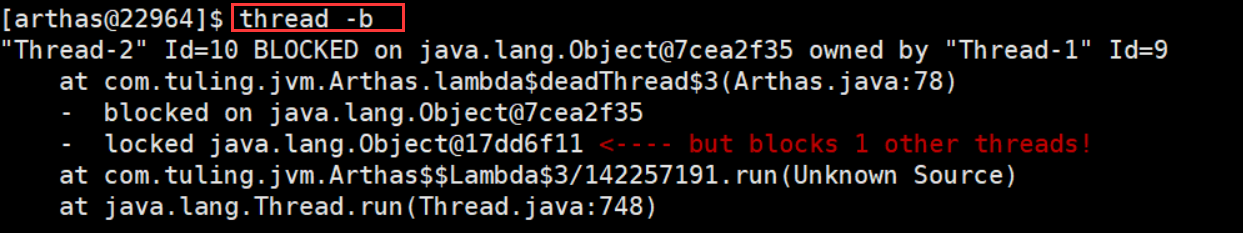 [arthas@22964]$ thread -b
"Thread-2" Id=10 BLOCKED on java.lang.Object@7cea2f35 owned by "Thread-1" Id=9
    at com.tuling.jvm.Arthas.lambda$deadThread$3(Arthas.java:78)
    -  blocked on java.lang.Object@7cea2f35
    -  locked java.lang.Object@17dd6f11 <---- but blocks 1 other threads!
    at com.tuling.jvm.Arthas$$Lambda$3/142257191.run(Unknown Source)
    at java.lang.Thread.run(Thread.java:748)